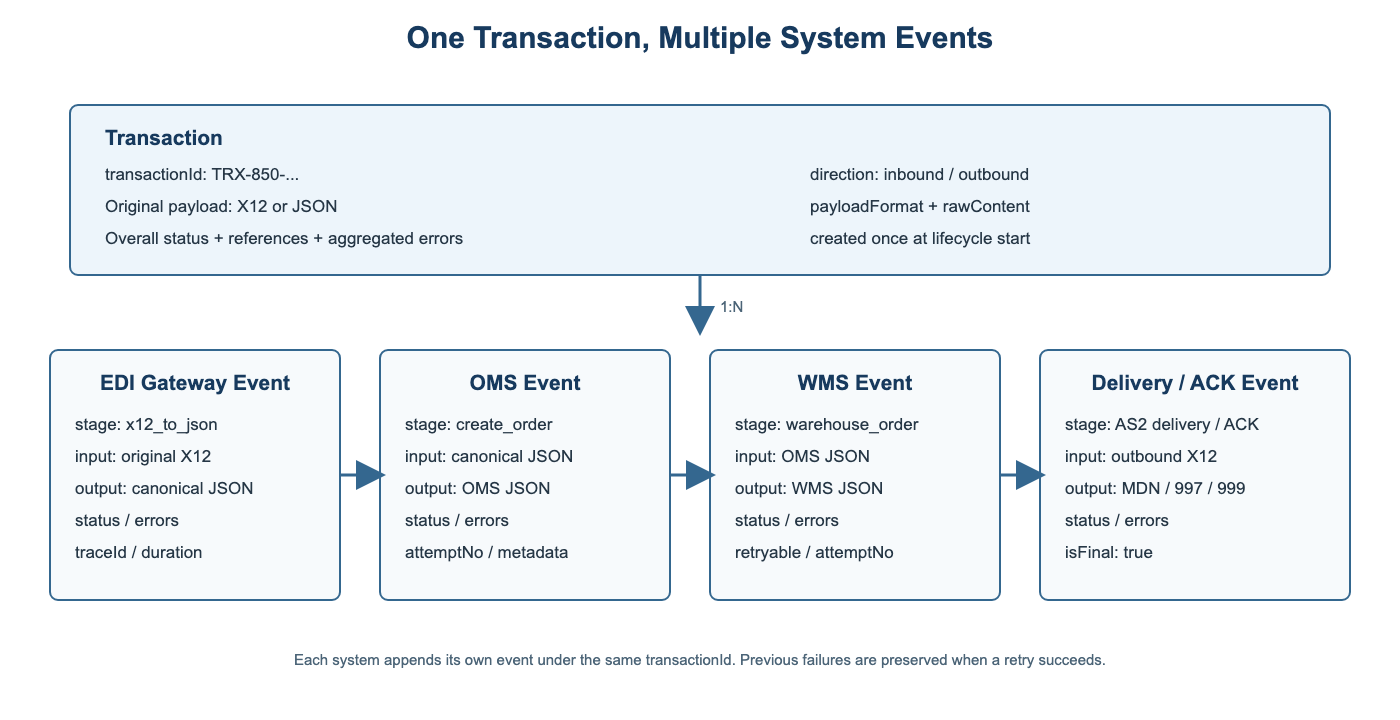 One Transaction, Multiple System Events
Transaction
transactionId: TRX-850-...
Original payload: X12 or JSON
Overall status + references + aggregated errors
direction: inbound / outbound
payloadFormat + rawContent
created once at lifecycle start
1:N
EDI Gateway Event
stage: x12_to_json
input: original X12
output: canonical JSON
status / errors
traceId / duration
OMS Event
stage: create_order
input: canonical JSON
output: OMS JSON
status / errors
attemptNo / metadata
WMS Event
stage: warehouse_order
input: OMS JSON
output: WMS JSON
status / errors
retryable / attemptNo
Delivery / ACK Event
stage: AS2 delivery / ACK
input: outbound X12
output: MDN / 997 / 999
status / errors
isFinal: true
Each system appends its own event under the same transactionId. Previous failures are preserved when a retry succeeds.